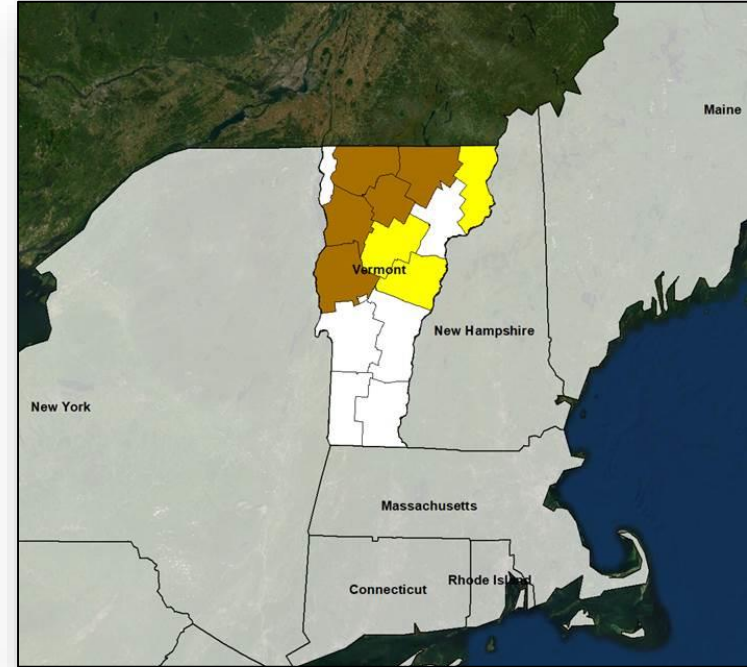 Maine
Vermont
New Hampshire
New York
Massachusetts
Connecticut
Rhode Island